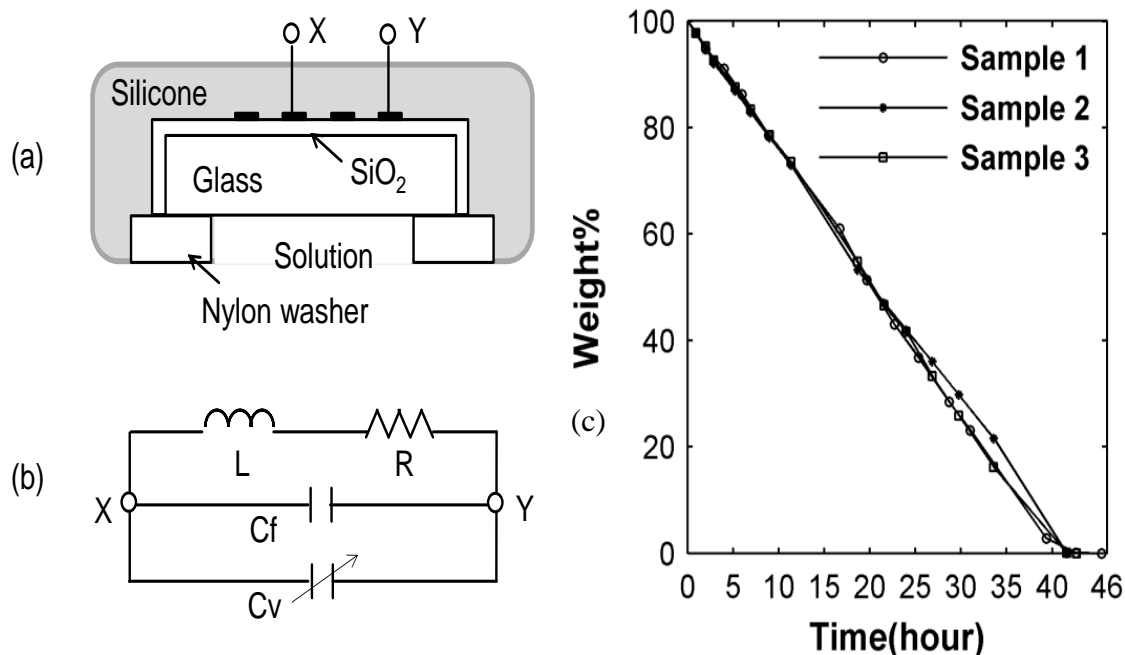 (a)
X
Y
Silicone
Glass
SiO₂
Solution
Nylon washer
(b)
L
R
X
Y
Cf
Cv
(c)
Weight%
100
80
60
40
20
0
0 5 10 15 20 25 30 35 40 46
Time(hour)
Sample 1
Sample 2
Sample 3